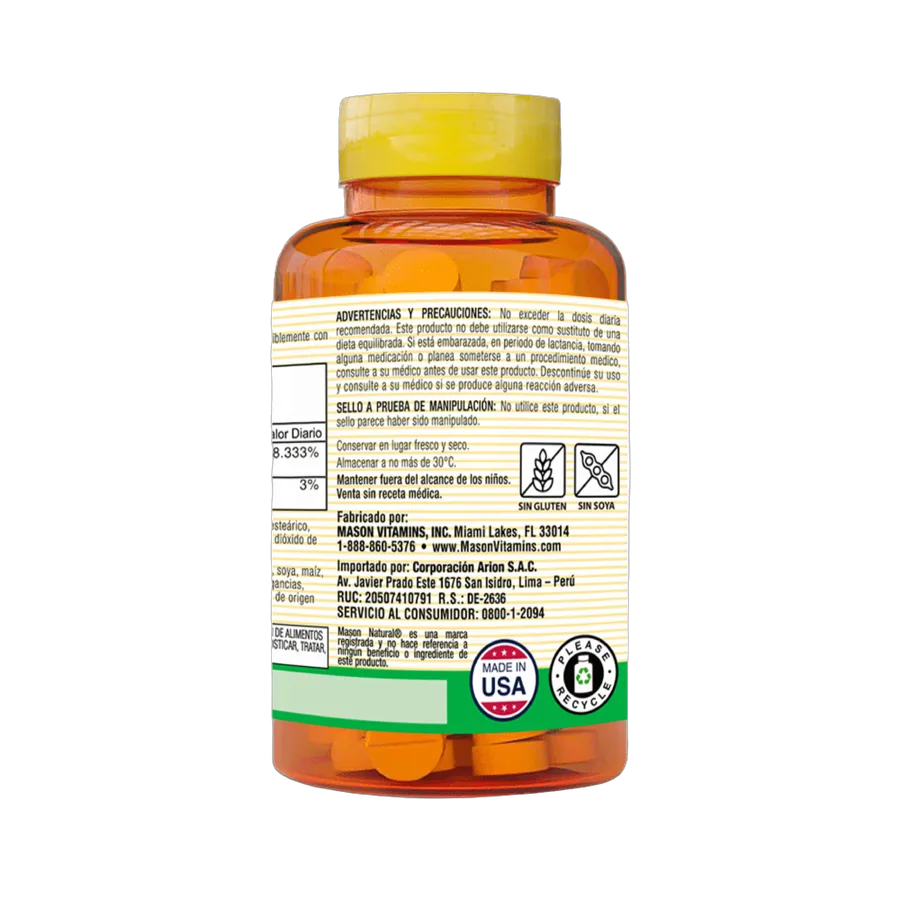 ADVERTENCIAS Y PRECAUCIONES: No exceder la dosis diaria
recomendada. Este producto no debe utilizarse como sustituto de una
dieta equilibrada. Si está embarazada, en periodo de lactancia, tomando
alguna medicación o planea someterse a un procedimiento medico,
consulte a su médico antes de usar este producto. Descontinúe su uso
y consulte a su médico si se produce alguna reacción adversa.
SELLO A PRUEBA DE MANIPULACIÓN: No utilice este producto, si el
sello parece haber sido manipulado.
Conservar en lugar fresco y seco.
Almacenar a no más de 30°C.
Mantener fuera del alcance de los niños.
Venta sin receta médica.
SIN GLUTEN
SIN SOYA
Fabricado por:
MASON VITAMINS, INC. Miami Lakes, FL 33014
1-888-860-5376 • www.MasonVitamins.com
Importado por: Corporación Arion S.A.C.
Av. Javier Prado Este 1676 San Isidro, Lima – Perú
RUC: 20507410791 R.S.: DE-2636
SERVICIO AL CONSUMIDOR: 0800-1-2094
Mason Natural® es una marca
registrada y no hace referencia a
ningún beneficio o ingrediente de
este producto.
MADE IN
USA
PLEASE
RECYCLE
iblemente con
alor Diario
8.333%
3%
esteárico,
dióxido de
, soya, maíz,
gancias,
de origen
DE ALIMENTOS
OSTICAR, TRATAR,